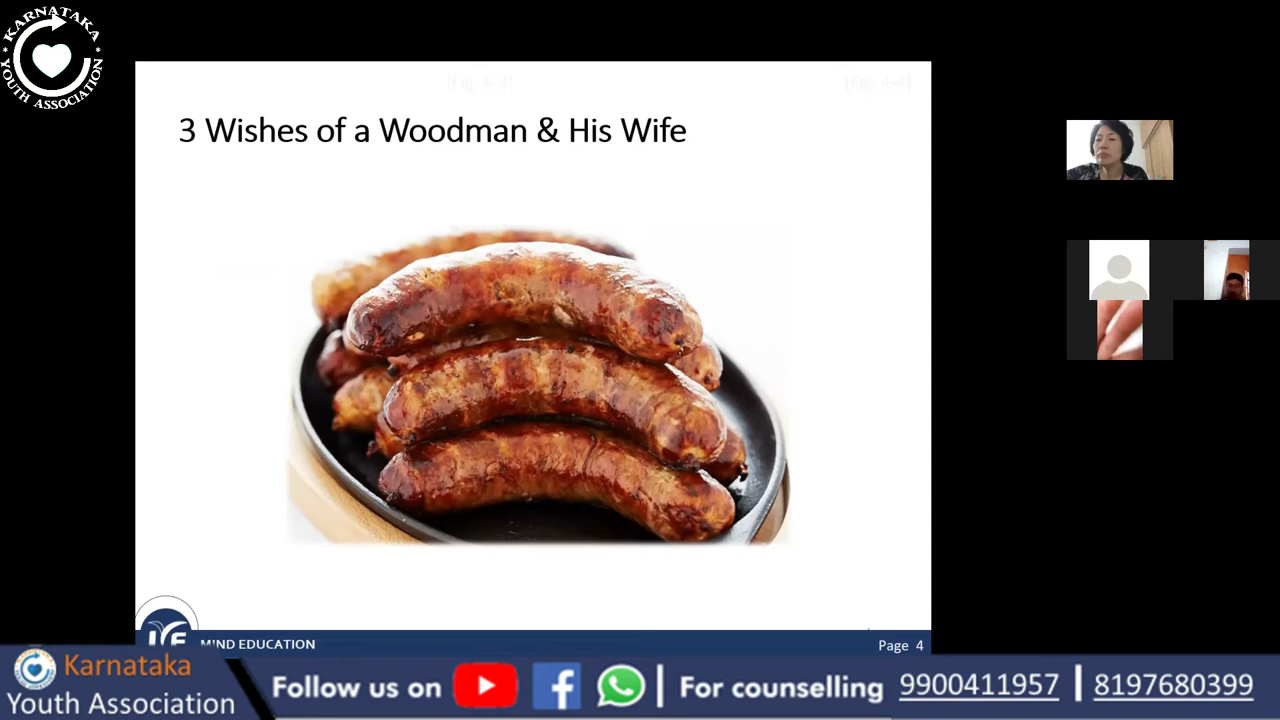 KARNATAKA
YOUTH ASSOCIATION
3 Wishes of a Woodman & His Wife
MIND EDUCATION
Page 4
Karnataka
Youth Association
Follow us on
For counselling
9900411957 | 8197680399